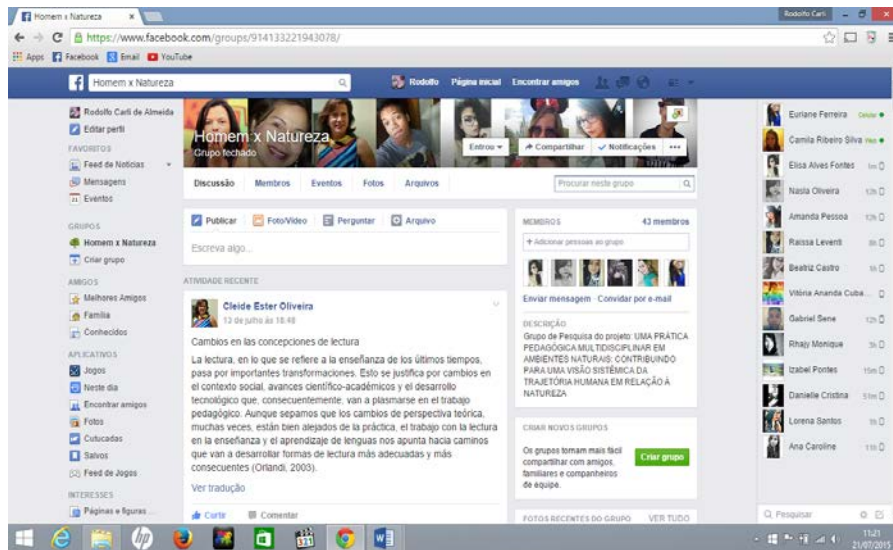 Homem x Natureza
Rodolfo Carli
https://www.facebook.com/groups/914133221943078/
Apps Facebook Email YouTube
Homem x Natureza
Rodolfo Página inicial Encontrar amigos
Rodolfo Carli de Almeida
Editar perfil
FAVORITOS
Feed de Notícias
Mensagens
Eventos
GRUPOS
Homem x Natureza
Criar grupo
AMIGOS
Melhores Amigos
Família
Conhecidos
APLICATIVOS
Jogos
Neste dia
Encontrar amigos
Fotos
Cutucadas
Salvos
Feed de Jogos
INTERESSES
Páginas e figuras ...
Homem x Natureza
Grupo fechado
Entrou Compartilhar Notificações
Discussão Membros Eventos Fotos Arquivos
Procurar neste grupo
Publicar Foto/Vídeo Perguntar Arquivo
Escreva algo...
ATIVIDADE RECENTE
Cleide Ester Oliveira
13 de julho às 18:48
Cambios en las concepciones de lectura
La lectura, en lo que se refiere a la enseñanza de los últimos tiempos,
pasa por importantes transformaciones. Esto se justifica por cambios en
el contexto social, avances científico-académicos y el desarrollo
tecnológico que, consecuentemente, van a plasmarse en el trabajo
pedagógico. Aunque sepamos que los cambios de perspectiva teórica,
muchas veces, están bien alejados de la práctica, el trabajo con la lectura
en la enseñanza y el aprendizaje de lenguas nos apunta hacia caminos
que van a desarrollar formas de lectura más adecuadas y más
consecuentes (Orlandi, 2003).
Ver tradução
Curtir Comentar
MEMBROS 43 membros
+ Adicionar pessoas ao grupo
Enviar mensagem · Convidar por e-mail
DESCRIÇÃO
Grupo de Pesquisa do projeto: UMA PRÁTICA
PEDAGÓGICA MULTIDISCIPLINAR EM
AMBIENTES NATURAIS: CONTRIBUINDO
PARA UMA VISÃO SISTÊMICA DA
TRAJETÓRIA HUMANA EM RELAÇÃO À
NATUREZA
CRIAR NOVOS GRUPOS
Os grupos tornam mais fácil
compartilhar com amigos,
familiares e companheiros
de equipe.
Criar grupo
FOTOS RECENTES DO GRUPO VER TUDO
Euriane Ferreira Celular
Camila Ribeiro Silva Web
Elisa Alves Fontes
Nasla Oliveira 12h
Amanda Pessoa
Raissa Leventi
Beatriz Castro
Vitória Ananda Cuba...
Gabriel Sene
Rhajy Monique
Izabel Pontes 15m
Danielle Cristina 51m
Lorena Santos
Ana Caroline 11h
Pesquisar
11:21
21/07/2015